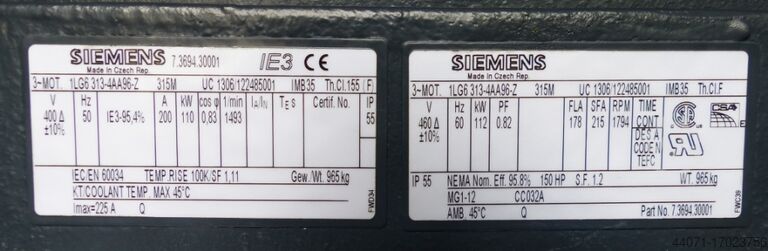 SIEMENS 7.3694.30001 IE3 CE
Made in Czech Rep.
3~MOT. 1LG6 313-4AA96-Z 315M UC 1306/122485001 IMB35 Th.Cl.155 (F)
V Hz A kW cos φ 1/min IA/IN TE s Certif. No. IP
400 Δ 50 IE3-95,4% 200 110 0,83 1493 55
±10%
IEC/EN 60034 TEMP.RISE 100K/SF 1,11 Gew./Wt. 965 kg
KT/COOLANT TEMP. MAX 45°C
Imax=225 A Q
FWD34
SIEMENS
Made in Czech Rep.
3~MOT. 1LG6 313-4AA96-Z 315M UC 1306/122485001 IMB35 Th.Cl.F
V Hz kW PF FLA SFA RPM TIME
460 Δ 60 112 0.82 178 215 1794 CONT
±10%
DES A
CODE N
TEFC
SA
CSA
E
IP 55 NEMA Nom. Eff. 95.8% 150 HP S.F. 1.2 WT. 965 kg
MG1-12 CC032A
AMB. 45°C Q Part No. 7.3694.30001
FWC39
44071-17023759